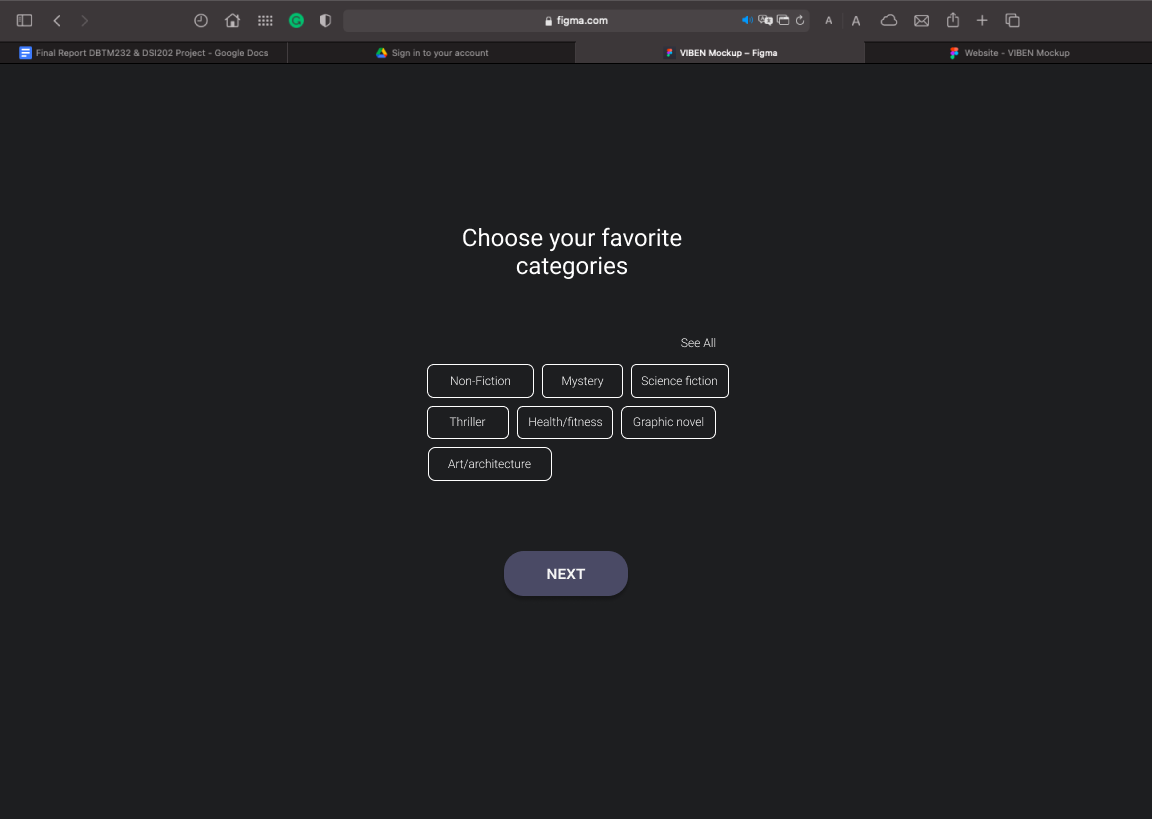 figma.com
A A
Final Report DBTM232 & DSI202 Project - Google Docs
Sign in to your account
VIBEN Mockup – Figma
Website - VIBEN Mockup
Choose your favorite
categories
See All
Non-Fiction
Mystery
Science fiction
Thriller
Health/fitness
Graphic novel
Art/architecture
NEXT